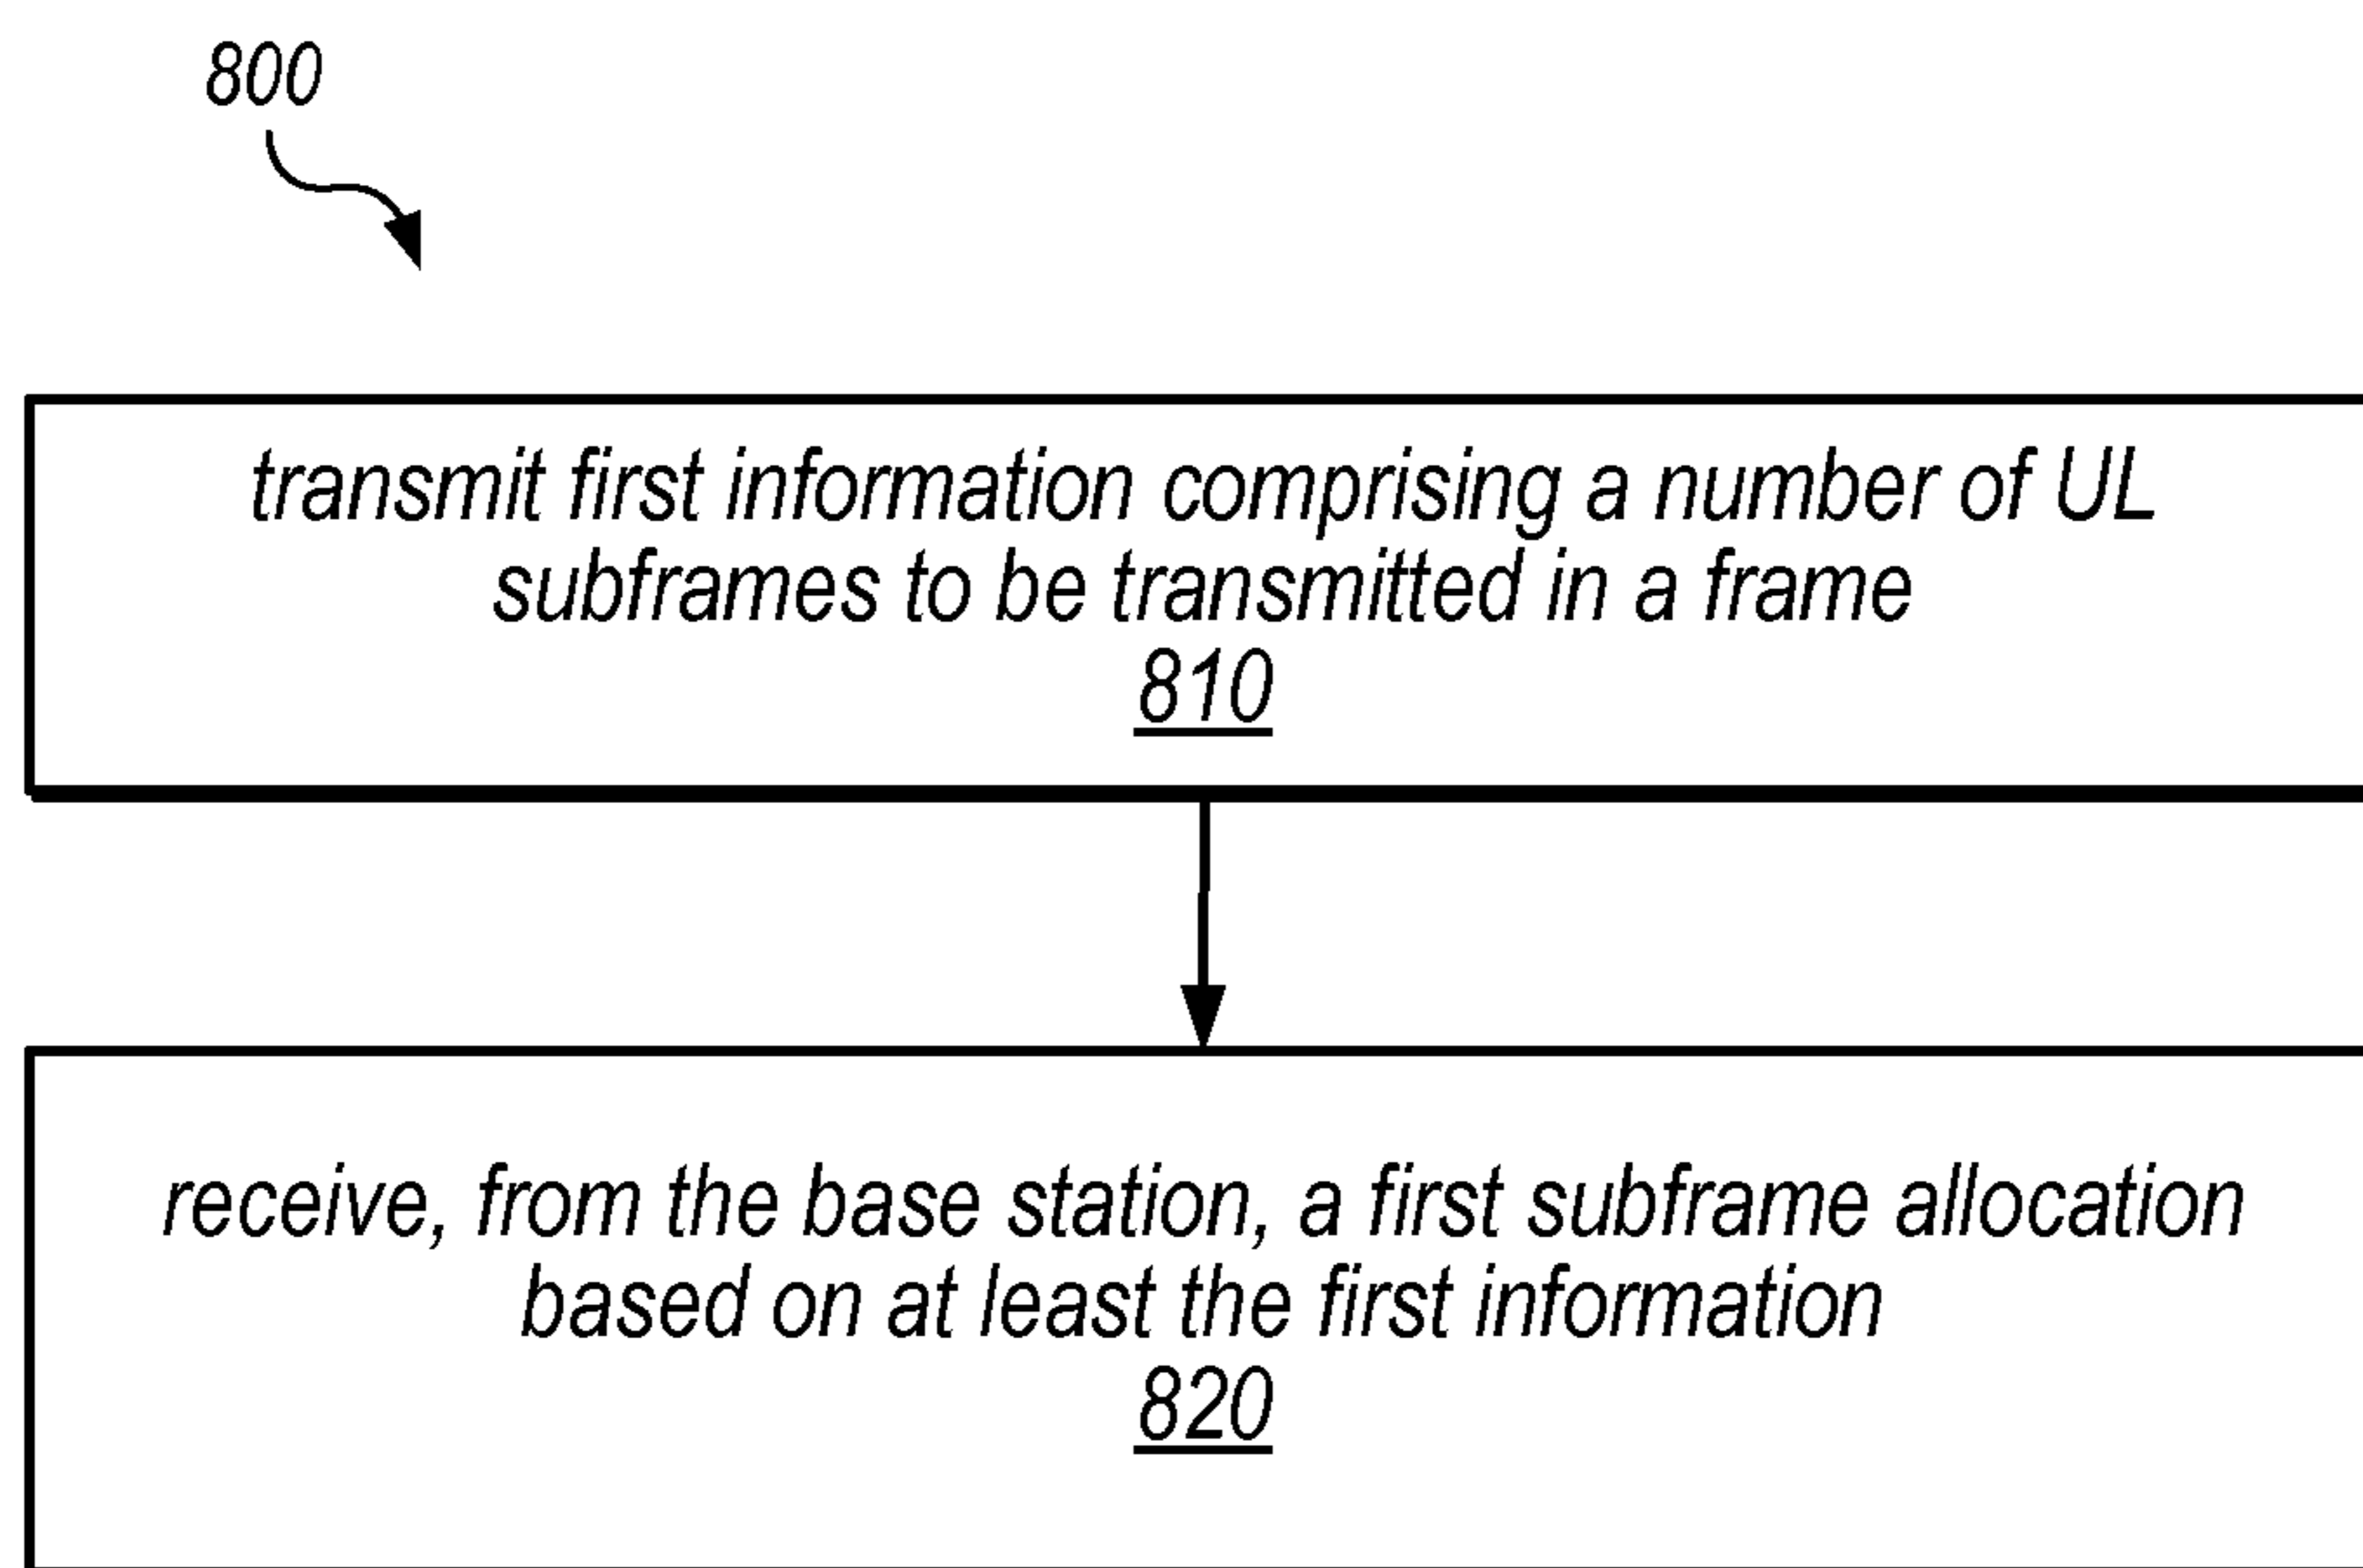 800
transmit first information comprising a number of UL
subframes to be transmitted in a frame
810
receive, from the base station, a first subframe allocation
based on at least the first information
820